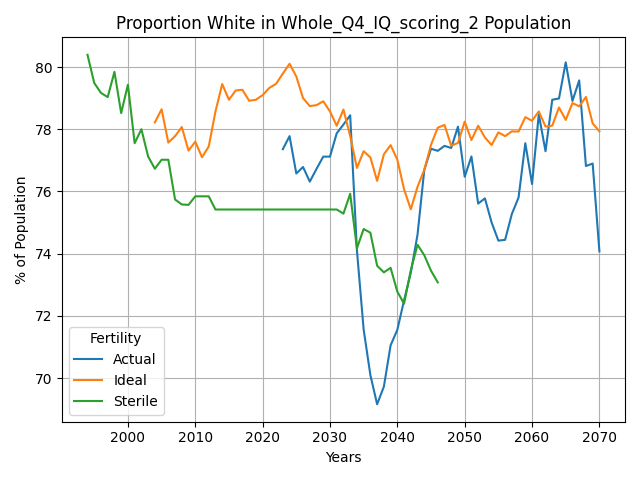 Proportion White in Whole_Q4_IQ_scoring_2 Population
% of Population
80
78
76
74
72
70
Fertility
Actual
Ideal
Sterile
2000
2010
2020
2030
2040
2050
2060
2070
Years